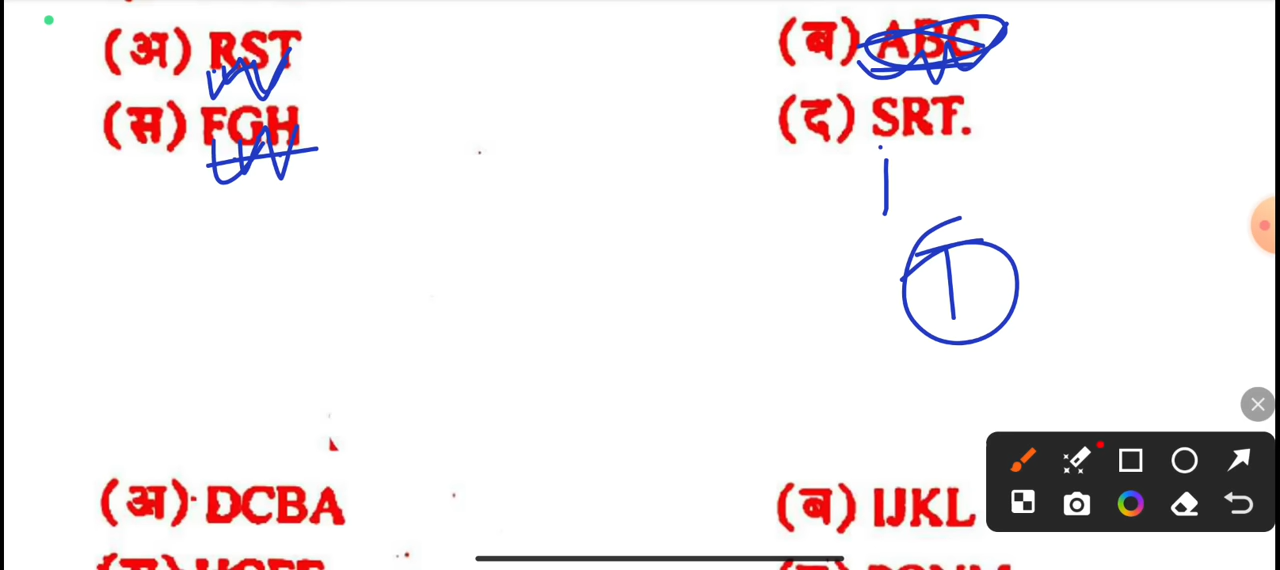 (अ) RST (ब) ABC
(स) FGH (द) SRT.
(अ) DCBA (ब) IJKL